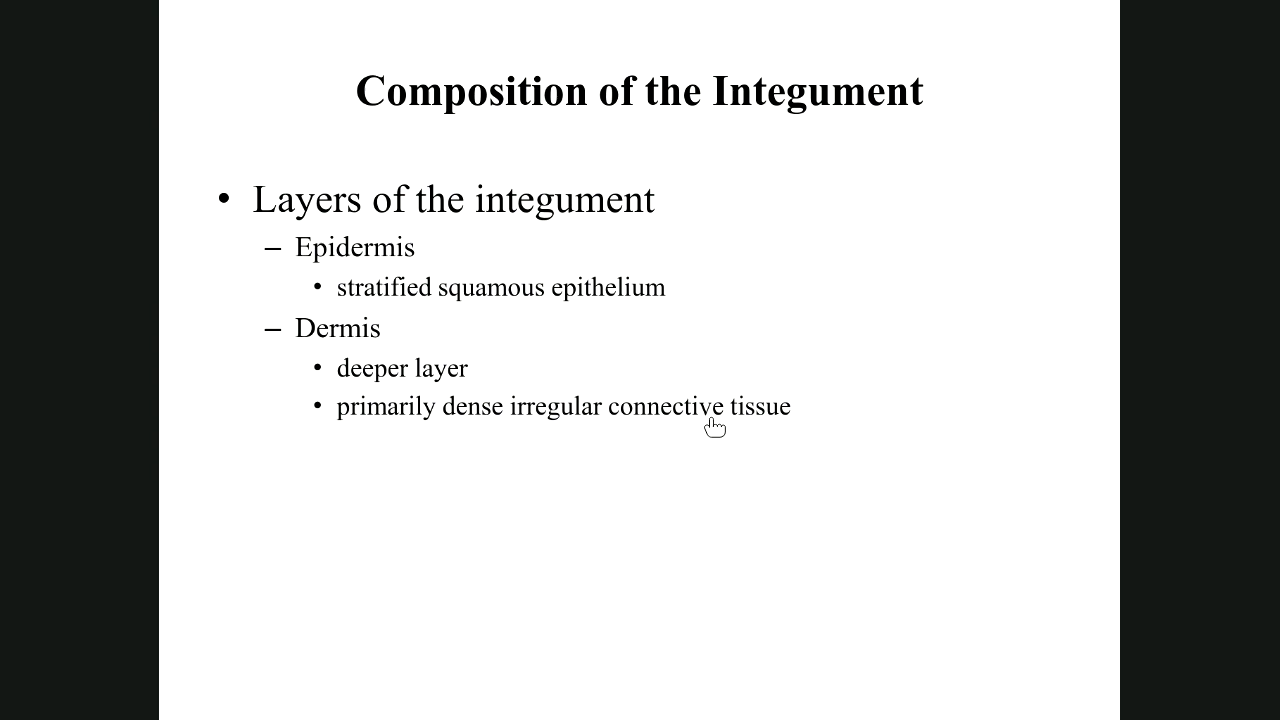 Composition of the Integument
• Layers of the integument
– Epidermis
• stratified squamous epithelium
– Dermis
• deeper layer
• primarily dense irregular connective tissue